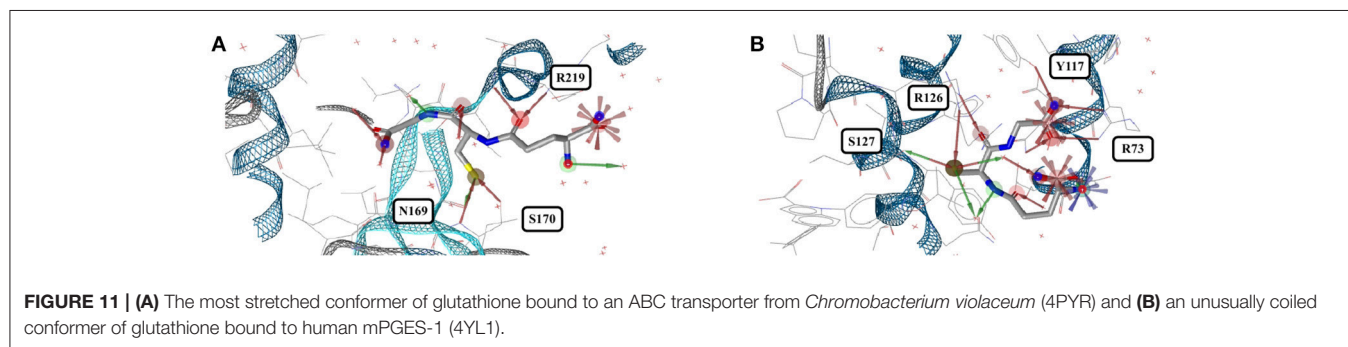 A
R219
N169
S170
B
Y117
R126
S127
R73
FIGURE 11 | (A) The most stretched conformer of glutathione bound to an ABC transporter from Chromobacterium violaceum (4PYR) and (B) an unusually coiled
conformer of glutathione bound to human mPGES-1 (4YL1).